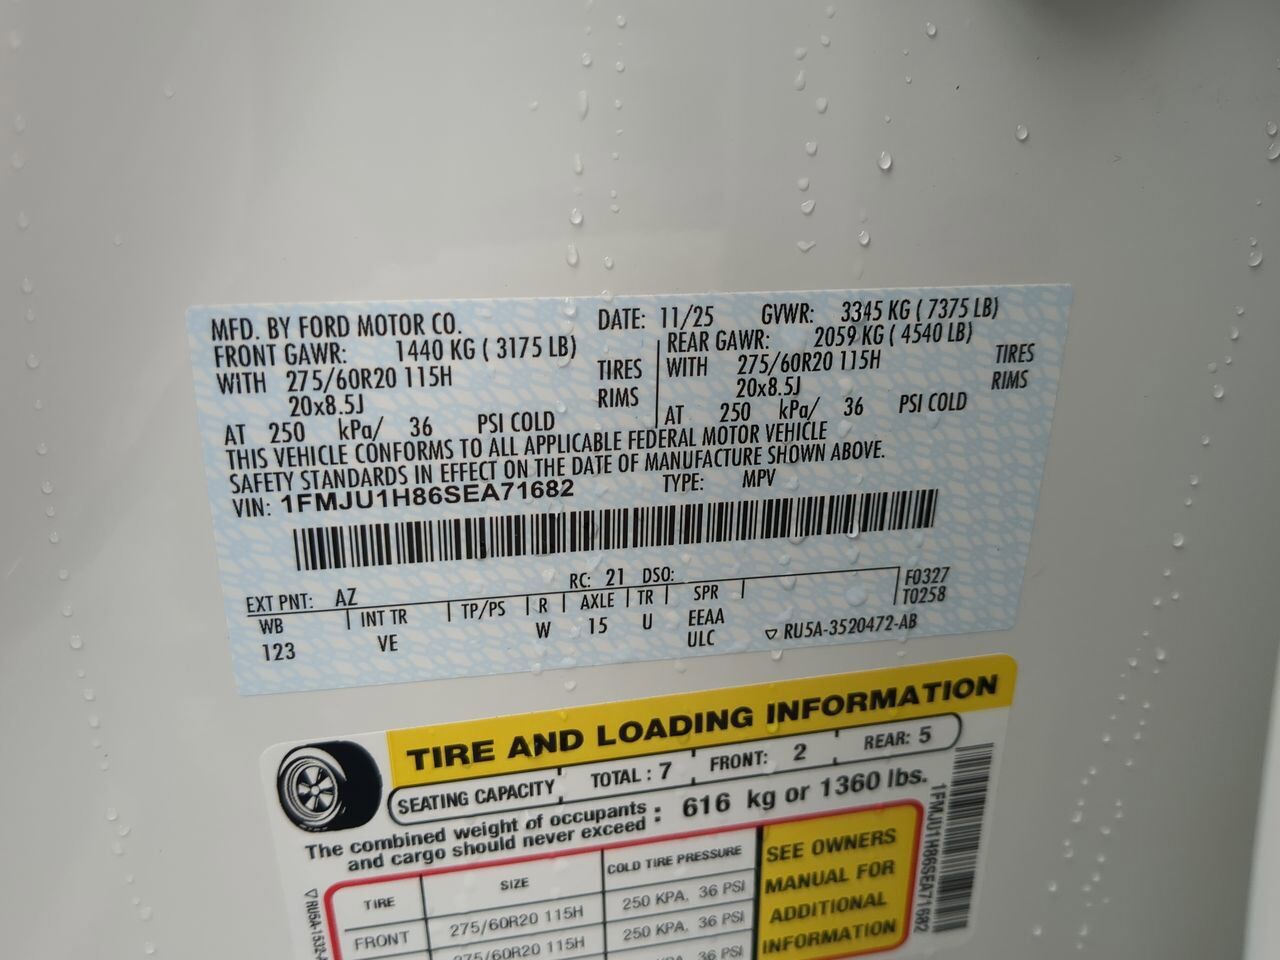 MFD. BY FORD MOTOR CO. DATE: 11/25 GVWR: 3345 KG ( 7375 LB)
FRONT GAWR: 1440 KG ( 3175 LB) REAR GAWR: 2059 KG ( 4540 LB)
WITH 275/60R20 115H TIRES WITH 275/60R20 115H TIRES
20x8.5J RIMS 20x8.5J RIMS
AT 250 kPa/ 36 PSI COLD AT 250 kPa/ 36 PSI COLD
THIS VEHICLE CONFORMS TO ALL APPLICABLE FEDERAL MOTOR VEHICLE
SAFETY STANDARDS IN EFFECT ON THE DATE OF MANUFACTURE SHOWN ABOVE.
VIN: 1FMJU1H86SEA71682 TYPE: MPV
EXT PNT: AZ RC: 21 DSO: F0327
WB INT TR TP/PS R AXLE TR SPR T0258
123 VE W 15 U EEAA
ULC RU5A-3520472-AB
TIRE AND LOADING INFORMATION
SEATING CAPACITY TOTAL : 7 FRONT: 2 REAR: 5
The combined weight of occupants
and cargo should never exceed : 616 kg or 1360 lbs.
TIRE SIZE COLD TIRE PRESSURE
FRONT 275/60R20 115H 250 KPA, 36 PSI
275/60R20 115H 250 KPA, 36 PSI
36 PSI
SEE OWNERS
MANUAL FOR
ADDITIONAL
INFORMATION
1FMJU1H86SEA71682
RU5A-1532-